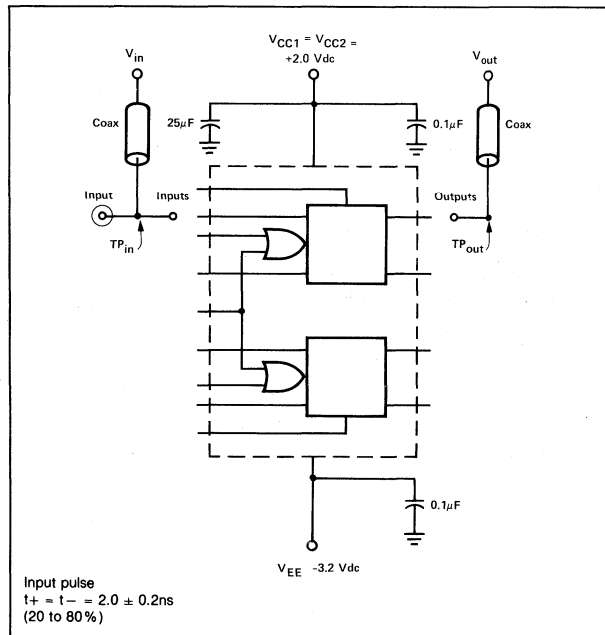 V_in
V_CC1 = V_CC2 =
+2.0 Vdc
V_out
Coax
25μF
0.1μF
Coax
Input
Inputs
Outputs
TP_in
TP_out
0.1μF
V_EE -3.2 Vdc
Input pulse
t+ = t− = 2.0 ± 0.2ns
(20 to 80%)